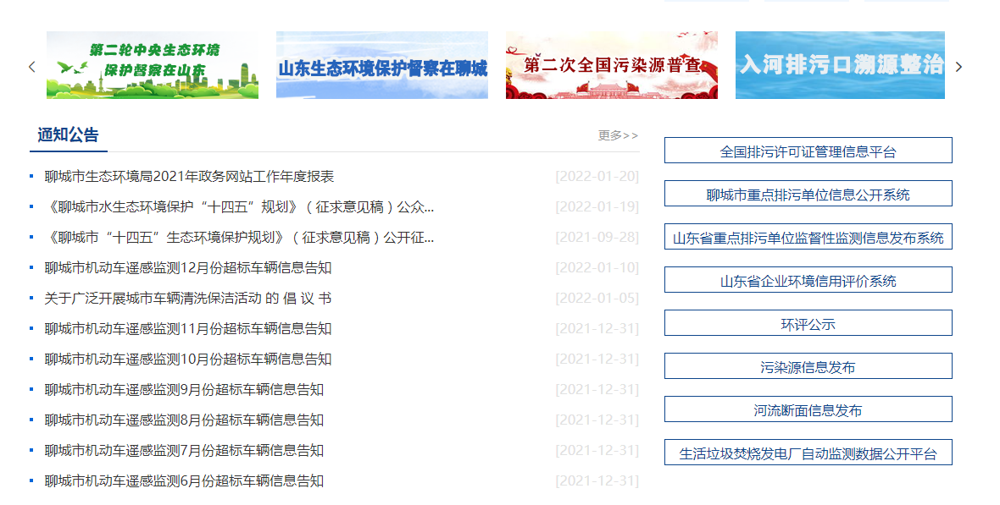 第二轮中央生态环境
保护督察在山东
山东生态环境保护督察在聊城
第二次全国污染源普查
入河排污口溯源整治
通知公告
更多>>
聊城市生态环境局2021年政务网站工作年度报表 [2022-01-20]
《聊城市水生态环境保护“十四五”规划》（征求意见稿）公众... [2022-01-19]
《聊城市“十四五”生态环境保护规划》（征求意见稿）公开征... [2021-09-28]
聊城市机动车遥感监测12月份超标车辆信息告知 [2022-01-10]
关于广泛开展城市车辆清洗保洁活动 的 倡 议 书 [2022-01-05]
聊城市机动车遥感监测11月份超标车辆信息告知 [2021-12-31]
聊城市机动车遥感监测10月份超标车辆信息告知 [2021-12-31]
聊城市机动车遥感监测9月份超标车辆信息告知 [2021-12-31]
聊城市机动车遥感监测8月份超标车辆信息告知 [2021-12-31]
聊城市机动车遥感监测7月份超标车辆信息告知 [2021-12-31]
聊城市机动车遥感监测6月份超标车辆信息告知 [2021-12-31]
全国排污许可证管理信息平台
聊城市重点排污单位信息公开系统
山东省重点排污单位监督性监测信息发布系统
山东省企业环境信用评价系统
环评公示
污染源信息发布
河流断面信息发布
生活垃圾焚烧发电厂自动监测数据公开平台